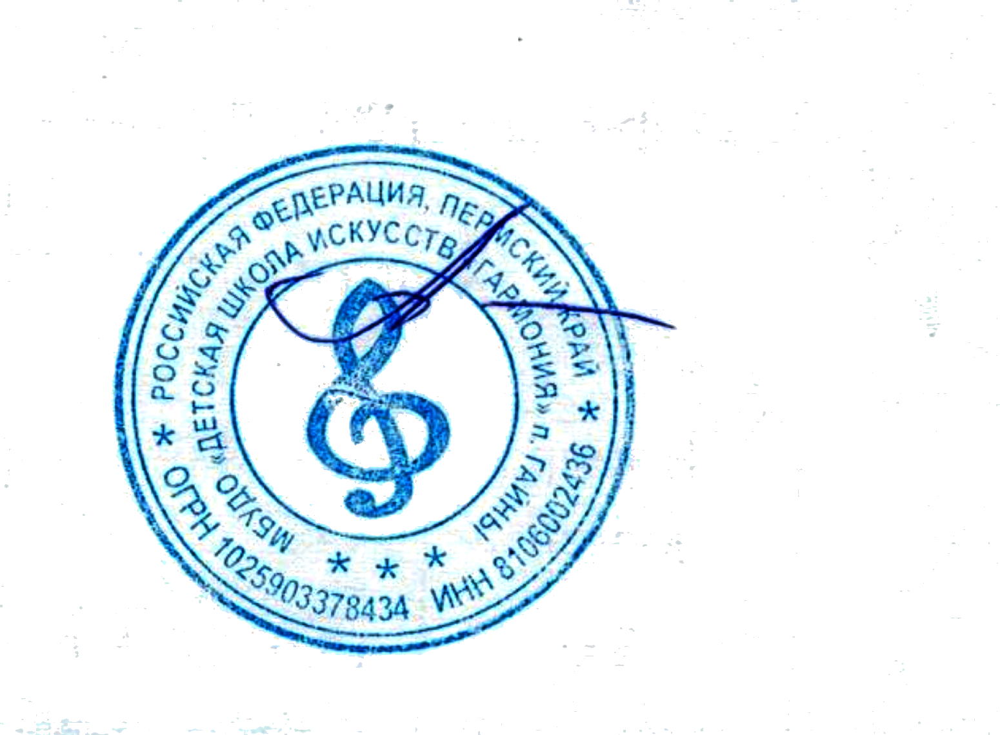 * РОССИЙСКАЯ ФЕДЕРАЦИЯ, ПЕРМСКИЙ КРАЙ *
ОГРН 1025903378434 ИНН 8106002436
МБУДО «ДЕТСКАЯ ШКОЛА ИСКУССТВ «ГАРМОНИЯ» п. ГАЙНЫ
* * *